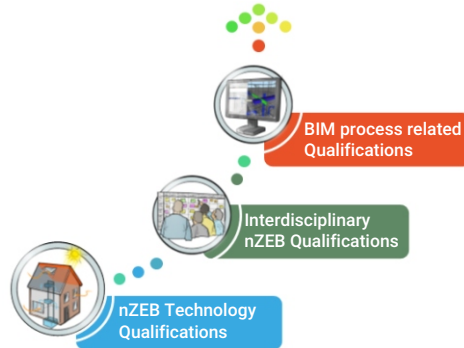 BIM process related
Qualifications
Interdisciplinary
nZEB Qualifications
nZEB Technology
Qualifications